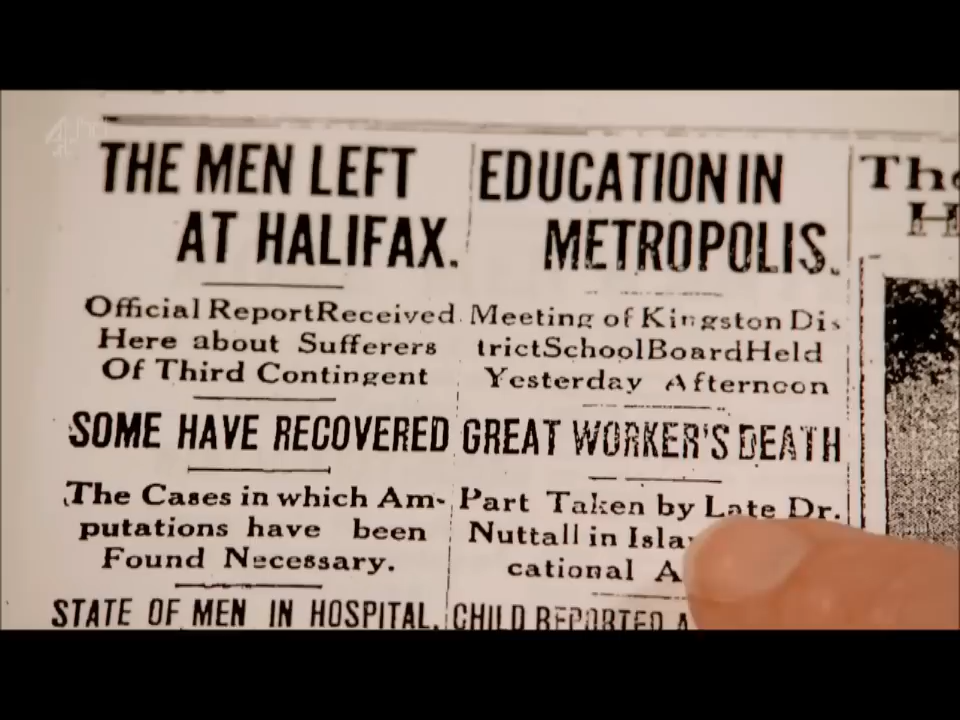 4hd
THE MEN LEFT
AT HALIFAX.
Official Report Received
Here about Sufferers
Of Third Contingent
SOME HAVE RECOVERED
The Cases in which Am-
putations have been
Found Necessary.
STATE OF MEN IN HOSPITAL.
EDUCATION IN
METROPOLIS.
Meeting of Kingston Dis
trict School Board Held
Yesterday Afternoon
GREAT WORKER'S DEATH
Part Taken by Late Dr.
Nuttall in Isla
cational A
CHILD REPORTED A
The
H